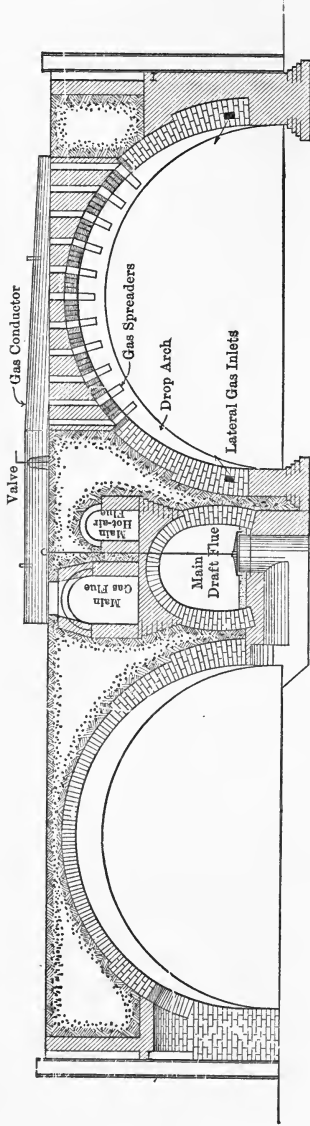 Gas Conductor
Valve
Gas Spreaders
Drop Arch
Lateral Gas Inlets
Main
Hot-air
Flue
Main
Gas Flue
Main
Draft Flue
I